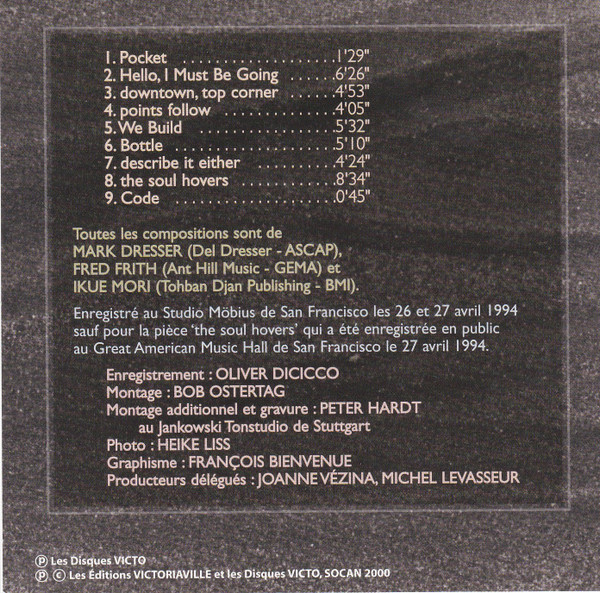 1. Pocket ....................1'29"
2. Hello, I Must Be Going ......6'26"
3. downtown, top corner .......4'53"
4. points follow ................4'05"
5. We Build ...................5'32"
6. Bottle .....................5'10"
7. describe it either ............4'24"
8. the soul hovers .............8'34"
9. Code .....................0'45"
Toutes les compositions sont de
MARK DRESSER (Del Dresser - ASCAP),
FRED FRITH (Ant Hill Music - GEMA) et
IKUE MORI (Tohban Djan Publishing - BMI).
Enregistré au Studio Möbius de San Francisco les 26 et 27 avril 1994
sauf pour la pièce 'the soul hovers' qui a été enregistrée en public
au Great American Music Hall de San Francisco le 27 avril 1994.
Enregistrement : OLIVER DICICCO
Montage : BOB OSTERTAG
Montage additionnel et gravure : PETER HARDT
au Jankowski Tonstudio de Stuttgart
Photo : HEIKE LISS
Graphisme : FRANÇOIS BIENVENUE
Producteurs délégués : JOANNE VÉZINA, MICHEL LEVASSEUR
℗ Les Disques VICTO
℗ © Les Éditions VICTORIAVILLE et les Disques VICTO, SOCAN 2000